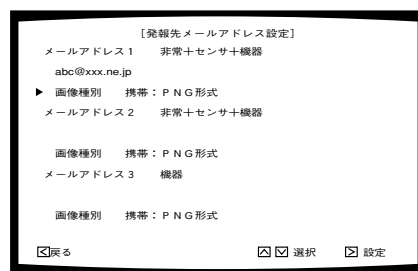 [発報先メールアドレス設定]
メールアドレス1　非常＋センサ＋機器
abc@xxx.ne.jp
▶ 画像種別　携帯：ＰＮＧ形式
メールアドレス2　非常＋センサ＋機器
画像種別　携帯：ＰＮＧ形式
メールアドレス3　機器
画像種別　携帯：ＰＮＧ形式
＜戻る　∧ ∨ 選択　＞ 設定